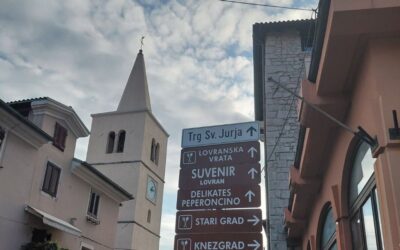 Trg Sv. Jurja
LOVRANSKA
VRATA
SUVENIR
LOVRAN
DELIKATES
PEPERONCINO
STARI GRAD
KNEZGRAD